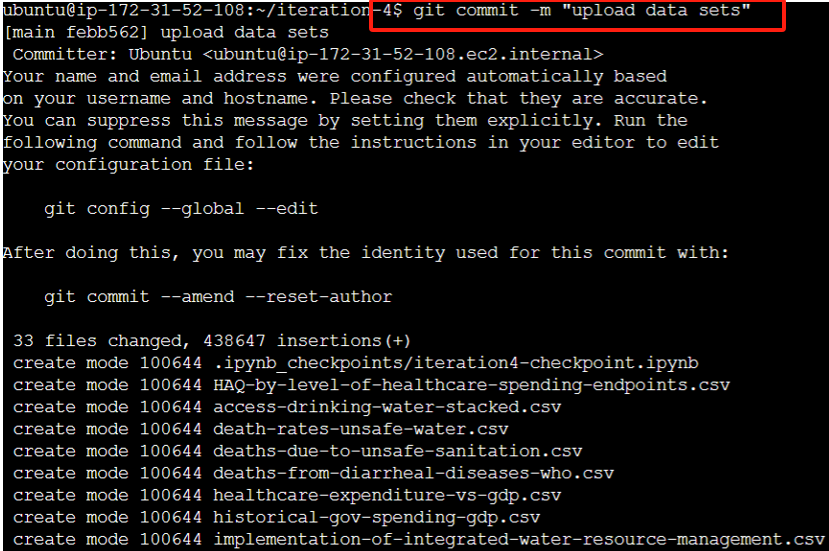 ubuntu@ip-172-31-52-108:~/iteration-4$ git commit -m "upload data sets"
[main febb562] upload data sets
 Committer: Ubuntu <ubuntu@ip-172-31-52-108.ec2.internal>
Your name and email address were configured automatically based
on your username and hostname. Please check that they are accurate.
You can suppress this message by setting them explicitly. Run the
following command and follow the instructions in your editor to edit
your configuration file:

    git config --global --edit

After doing this, you may fix the identity used for this commit with:

    git commit --amend --reset-author

 33 files changed, 438647 insertions(+)
 create mode 100644 .ipynb_checkpoints/iteration4-checkpoint.ipynb
 create mode 100644 HAQ-by-level-of-healthcare-spending-endpoints.csv
 create mode 100644 access-drinking-water-stacked.csv
 create mode 100644 death-rates-unsafe-water.csv
 create mode 100644 deaths-due-to-unsafe-sanitation.csv
 create mode 100644 deaths-from-diarrheal-diseases-who.csv
 create mode 100644 healthcare-expenditure-vs-gdp.csv
 create mode 100644 historical-gov-spending-gdp.csv
 create mode 100644 implementation-of-integrated-water-resource-management.csv